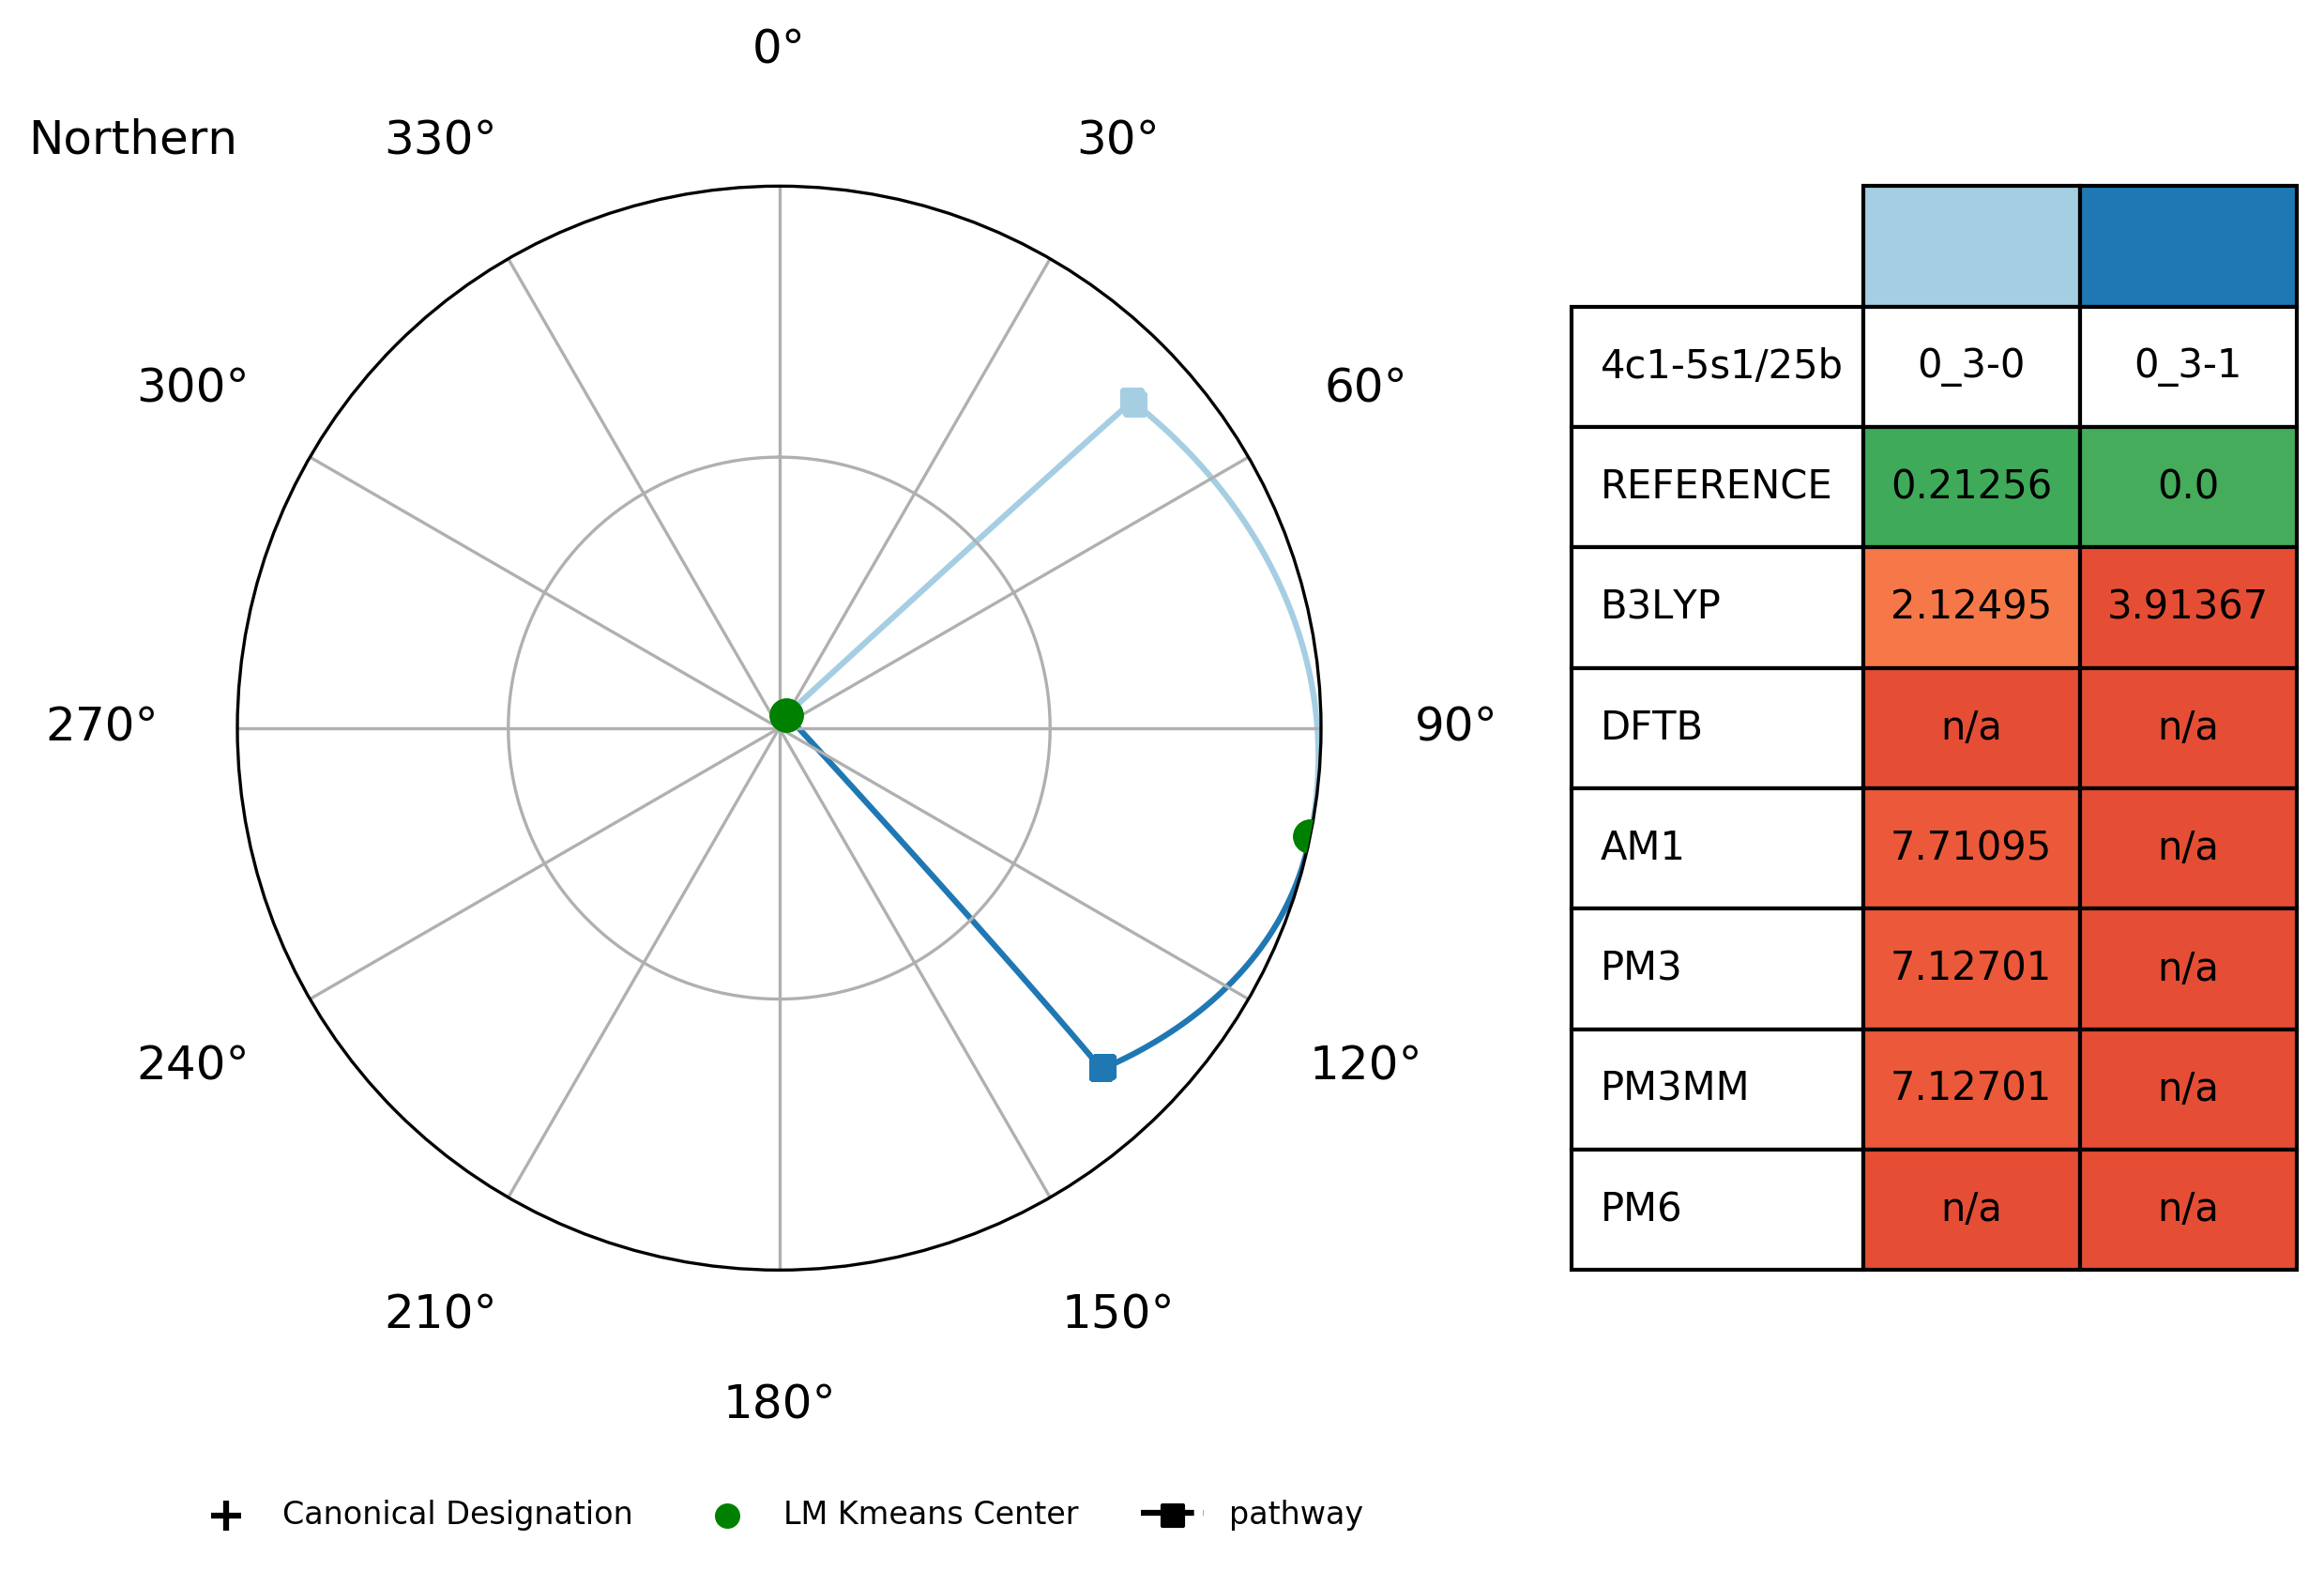 0°
Northern
330°
30°
300°
60°
270°
90°
240°
120°
210°
150°
180°
4c1-5s1/25b 0_3-0 0_3-1
REFERENCE 0.21256 0.0
B3LYP 2.12495 3.91367
DFTB n/a n/a
AM1 7.71095 n/a
PM3 7.12701 n/a
PM3MM 7.12701 n/a
PM6 n/a n/a
Canonical Designation LM Kmeans Center pathway